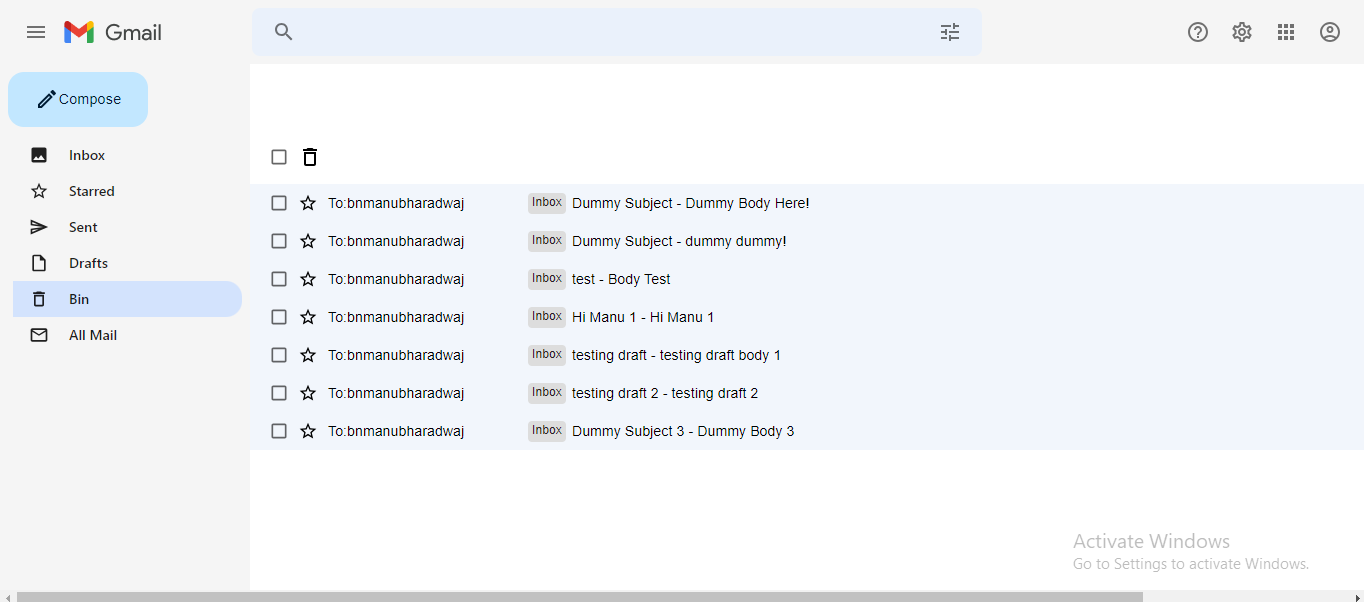 Gmail
Compose
Inbox
Starred
Sent
Drafts
Bin
All Mail
To:bnmanubharadwaj Inbox Dummy Subject - Dummy Body Here!
To:bnmanubharadwaj Inbox Dummy Subject - dummy dummy!
To:bnmanubharadwaj Inbox test - Body Test
To:bnmanubharadwaj Inbox Hi Manu 1 - Hi Manu 1
To:bnmanubharadwaj Inbox testing draft - testing draft body 1
To:bnmanubharadwaj Inbox testing draft 2 - testing draft 2
To:bnmanubharadwaj Inbox Dummy Subject 3 - Dummy Body 3
Activate Windows
Go to Settings to activate Windows.